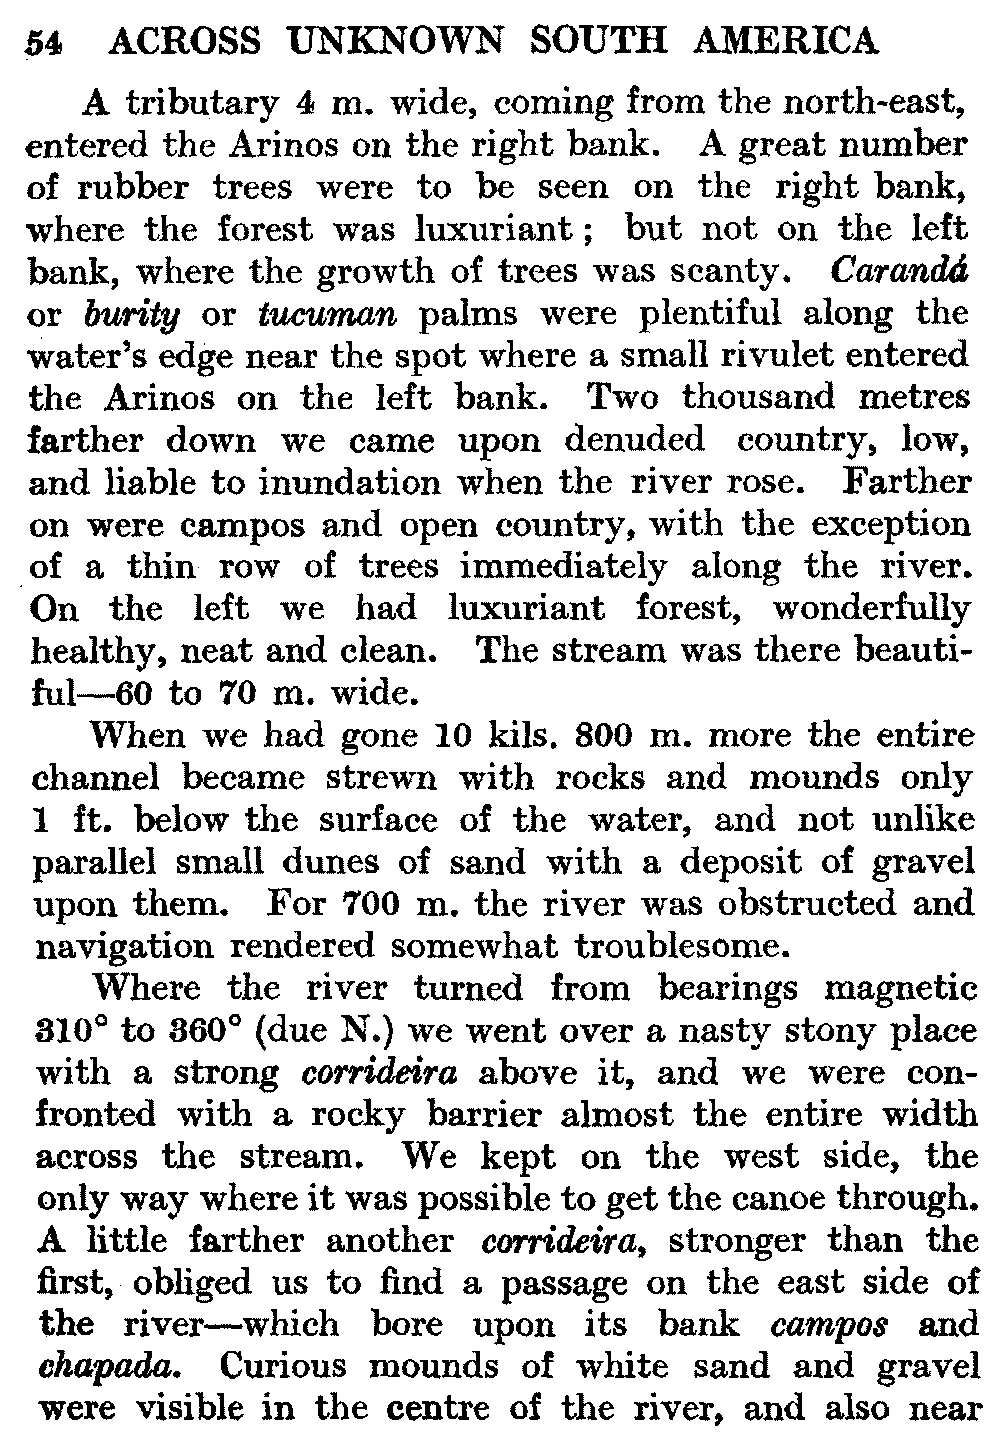 54 ACROSS UNKNOWN SOUTH AMERICA
A tributary 4 m. wide, coming from the north-east,
entered the Arinos on the right bank. A great number
of rubber trees were to be seen on the right bank,
where the forest was luxuriant; but not on the left
bank, where the growth of trees was scanty. Carandá
or burity or tucuman palms were plentiful along the
water's edge near the spot where a small rivulet entered
the Arinos on the left bank. Two thousand metres
farther down we came upon denuded country, low,
and liable to inundation when the river rose. Farther
on were campos and open country, with the exception
of a thin row of trees immediately along the river.
On the left we had luxuriant forest, wonderfully
healthy, neat and clean. The stream was there beauti-
ful—60 to 70 m. wide.
When we had gone 10 kils. 800 m. more the entire
channel became strewn with rocks and mounds only
1 ft. below the surface of the water, and not unlike
parallel small dunes of sand with a deposit of gravel
upon them. For 700 m. the river was obstructed and
navigation rendered somewhat troublesome.
Where the river turned from bearings magnetic
310° to 360° (due N.) we went over a nasty stony place
with a strong corrideira above it, and we were con-
fronted with a rocky barrier almost the entire width
across the stream. We kept on the west side, the
only way where it was possible to get the canoe through.
A little farther another corrideira, stronger than the
first, obliged us to find a passage on the east side of
the river—which bore upon its bank campos and
chapada. Curious mounds of white sand and gravel
were visible in the centre of the river, and also near